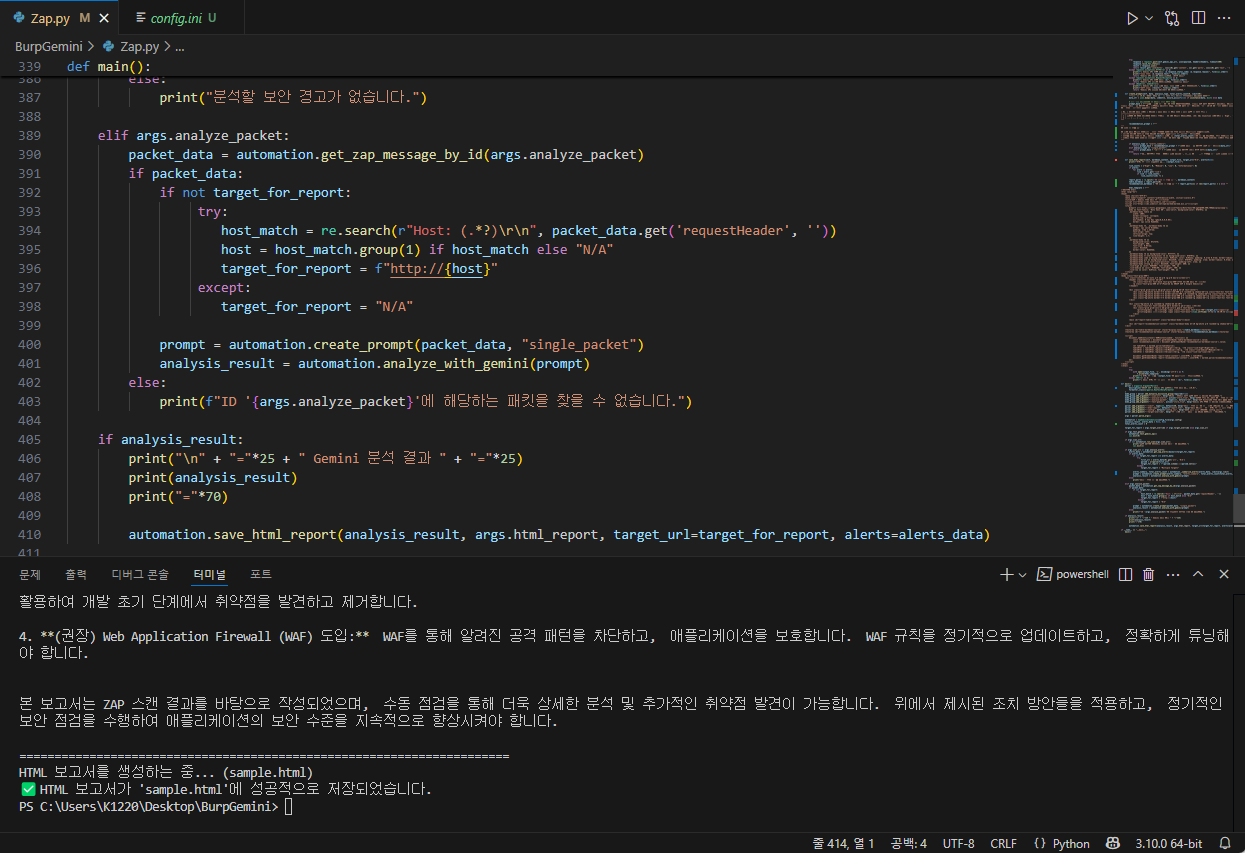 Zap.py M
config.ini U
BurpGemini > Zap.py > ...
339 def main():
386 else:
387 print("분석할 보안 경고가 없습니다.")
388
389 elif args.analyze_packet:
390 packet_data = automation.get_zap_message_by_id(args.analyze_packet)
391 if packet_data:
392 if not target_for_report:
393 try:
394 host_match = re.search(r"Host: (.*?)\r\n", packet_data.get('requestHeader', ''))
395 host = host_match.group(1) if host_match else "N/A"
396 target_for_report = f"http://{host}"
397 except:
398 target_for_report = "N/A"
399
400 prompt = automation.create_prompt(packet_data, "single_packet")
401 analysis_result = automation.analyze_with_gemini(prompt)
402 else:
403 print(f"ID '{args.analyze_packet}'에 해당하는 패킷을 찾을 수 없습니다.")
404
405 if analysis_result:
406 print("\n" + "="*25 + " Gemini 분석 결과 " + "="*25)
407 print(analysis_result)
408 print("="*70)
409
410 automation.save_html_report(analysis_result, args.html_report, target_url=target_for_report, alerts=alerts_data)
411
문제 출력 디버그 콘솔 터미널 포트
powershell
활용하여 개발 초기 단계에서 취약점을 발견하고 제거합니다.
4. **(권장) Web Application Firewall (WAF) 도입:** WAF를 통해 알려진 공격 패턴을 차단하고, 애플리케이션을 보호합니다. WAF 규칙을 정기적으로 업데이트하고, 정확하게 튜닝해
야 합니다.
본 보고서는 ZAP 스캔 결과를 바탕으로 작성되었으며, 수동 점검을 통해 더욱 상세한 분석 및 추가적인 취약점 발견이 가능합니다. 위에서 제시된 조치 방안들을 적용하고, 정기적인
보안 점검을 수행하여 애플리케이션의 보안 수준을 지속적으로 향상시켜야 합니다.
======================================================================
HTML 보고서를 생성하는 중... (sample.html)
✅ HTML 보고서가 'sample.html'에 성공적으로 저장되었습니다.
PS C:\Users\K1220\Desktop\BurpGemini>
줄 414, 열 1 공백: 4 UTF-8 CRLF {} Python 3.10.0 64-bit